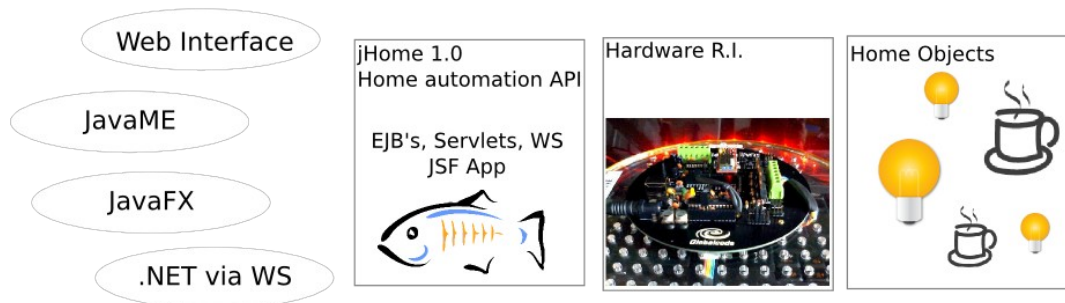 Web Interface
JavaME
JavaFX
.NET via WS
jHome 1.0
Home automation API
EJB's, Servlets, WS
JSF App
Hardware R.I.
Globalcode
Home Objects